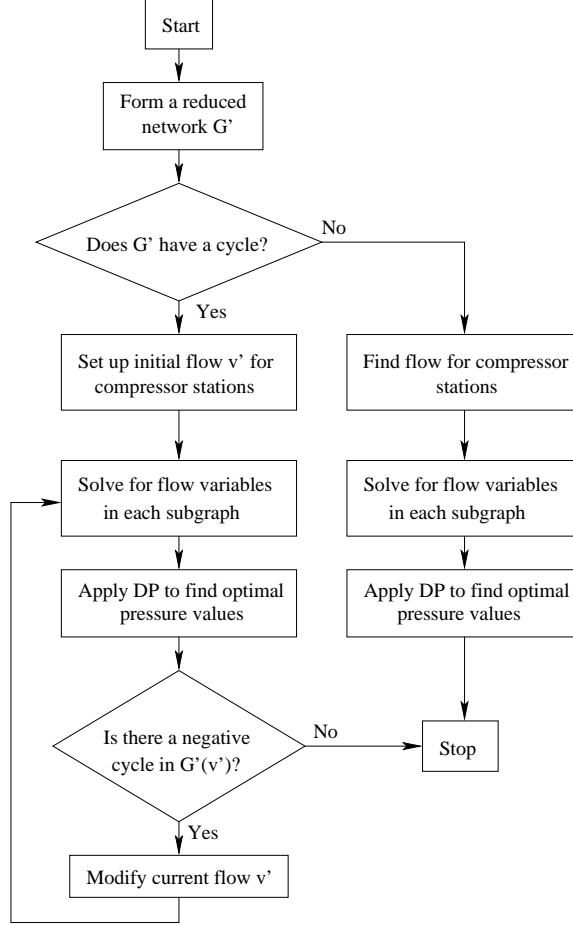 Start
Form a reduced
network G’
Does G’ have a cycle?
No
Yes
Set up initial flow v’ for
compressor stations
Find flow for compressor
stations
Solve for flow variables
in each subgraph
Solve for flow variables
in each subgraph
Apply DP to find optimal
pressure values
Apply DP to find optimal
pressure values
Is there a negative
cycle in G’(v’)?
No
Stop
Yes
Modify current flow v’